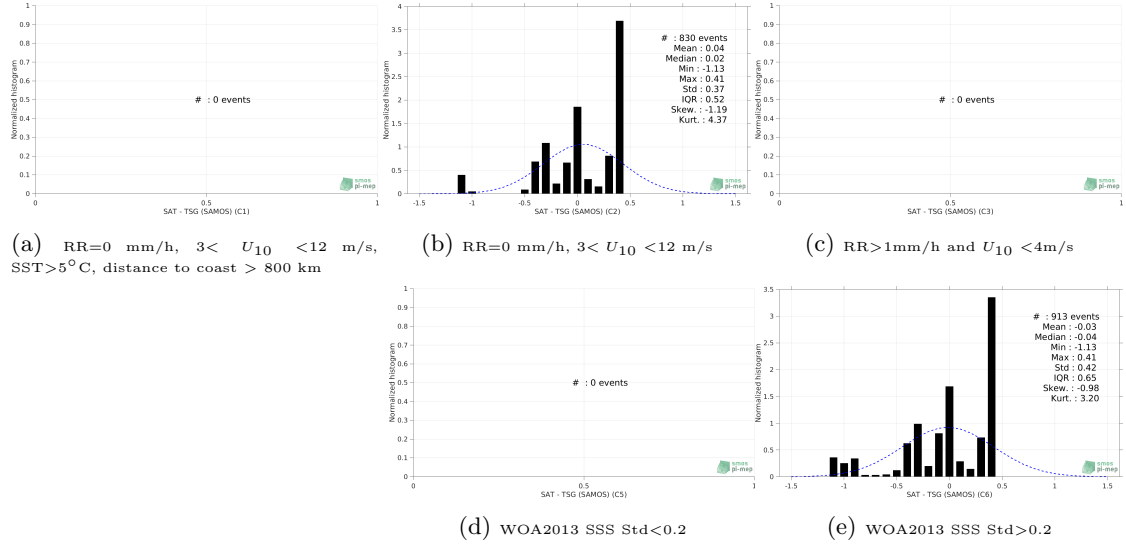 1
0.9
0.8
0.7
0.6
0.5
0.4
0.3
0.2
0.1
0
Normalized histogram
# : 0 events
0 0.5 1
SAT - TSG (SAMOS) (C1)
smos
pi-mep
(a) RR=0 mm/h, 3< U10 <12 m/s,
SST>5°C, distance to coast > 800 km
4
3.5
3
2.5
2
1.5
1
0.5
0
Normalized histogram
# : 830 events
Mean : 0.04
Median : 0.02
Min : -1.13
Max : 0.41
Std : 0.37
IQR : 0.52
Skew. : -1.19
Kurt. : 4.37
-1.5 -1 -0.5 0 0.5 1 1.5
SAT - TSG (SAMOS) (C2)
smos
pi-mep
(b) RR=0 mm/h, 3< U10 <12 m/s
1
0.9
0.8
0.7
0.6
0.5
0.4
0.3
0.2
0.1
0
Normalized histogram
# : 0 events
0 0.5 1
SAT - TSG (SAMOS) (C3)
smos
pi-mep
(c) RR>1mm/h and U10 <4m/s
1
0.9
0.8
0.7
0.6
0.5
0.4
0.3
0.2
0.1
0
Normalized histogram
# : 0 events
0 0.5 1
SAT - TSG (SAMOS) (C5)
smos
pi-mep
(d) WOA2013 SSS Std<0.2
3.5
3
2.5
2
1.5
1
0.5
0
Normalized histogram
# : 913 events
Mean : -0.03
Median : -0.04
Min : -1.13
Max : 0.41
Std : 0.42
IQR : 0.65
Skew. : -0.98
Kurt. : 3.20
-1.5 -1 -0.5 0 0.5 1 1.5
SAT - TSG (SAMOS) (C6)
smos
pi-mep
(e) WOA2013 SSS Std>0.2